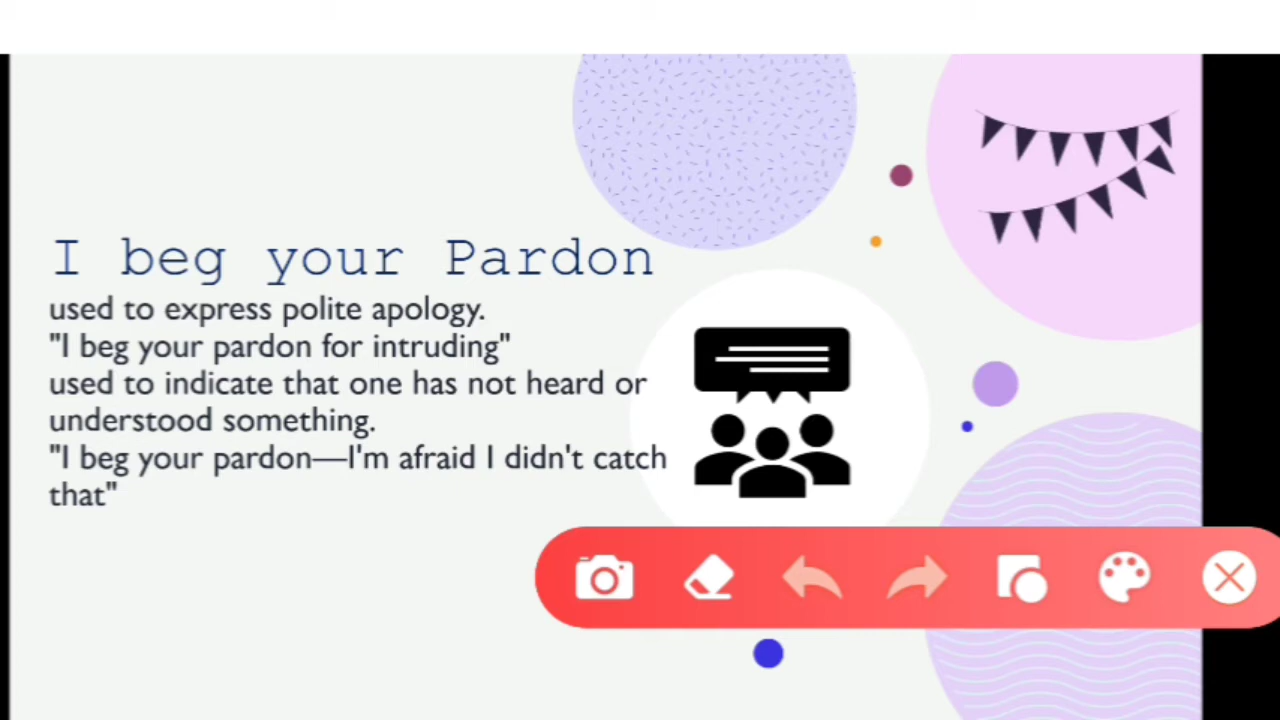 I beg your Pardon
used to express polite apology.
"I beg your pardon for intruding"
used to indicate that one has not heard or
understood something.
"I beg your pardon—I'm afraid I didn't catch
that"